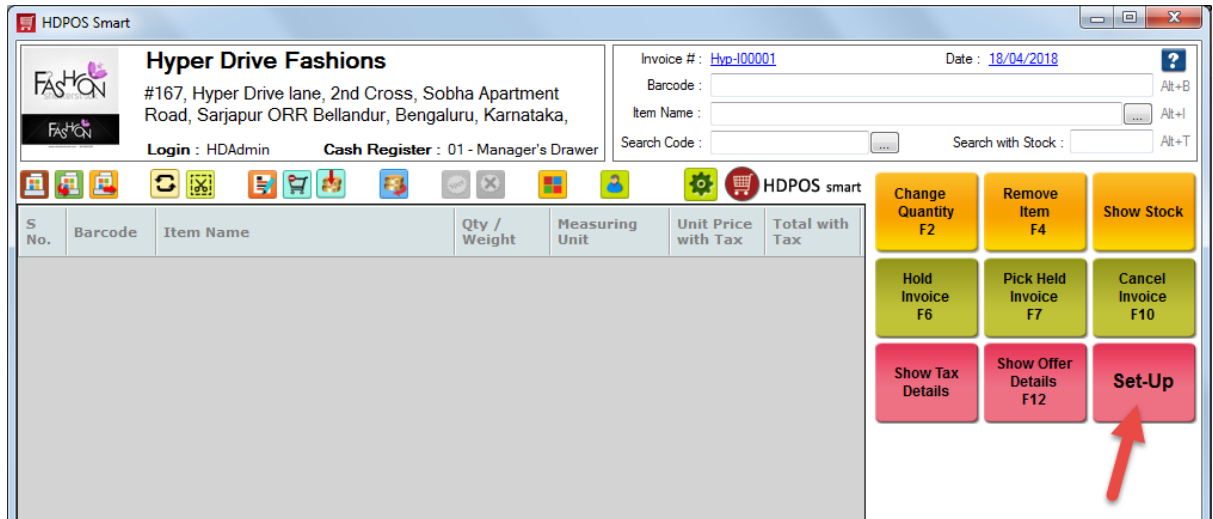 HDPOS Smart
FASHION
FASHION
Hyper Drive Fashions
#167, Hyper Drive lane, 2nd Cross, Sobha Apartment
Road, Sarjapur ORR Bellandur, Bengaluru, Karnataka,
Login : HDAdmin Cash Register : 01 - Manager's Drawer
Invoice # : Hyp-I00001 Date : 18/04/2018 ?
Barcode : Alt+B
Item Name : ... Alt+I
Search Code : ... Search with Stock : Alt+T
HDPOS smart
S No. Barcode Item Name Qty / Weight Measuring Unit Unit Price with Tax Total with Tax
Change Quantity F2
Remove Item F4
Show Stock
Hold Invoice F6
Pick Held Invoice F7
Cancel Invoice F10
Show Tax Details
Show Offer Details F12
Set-Up